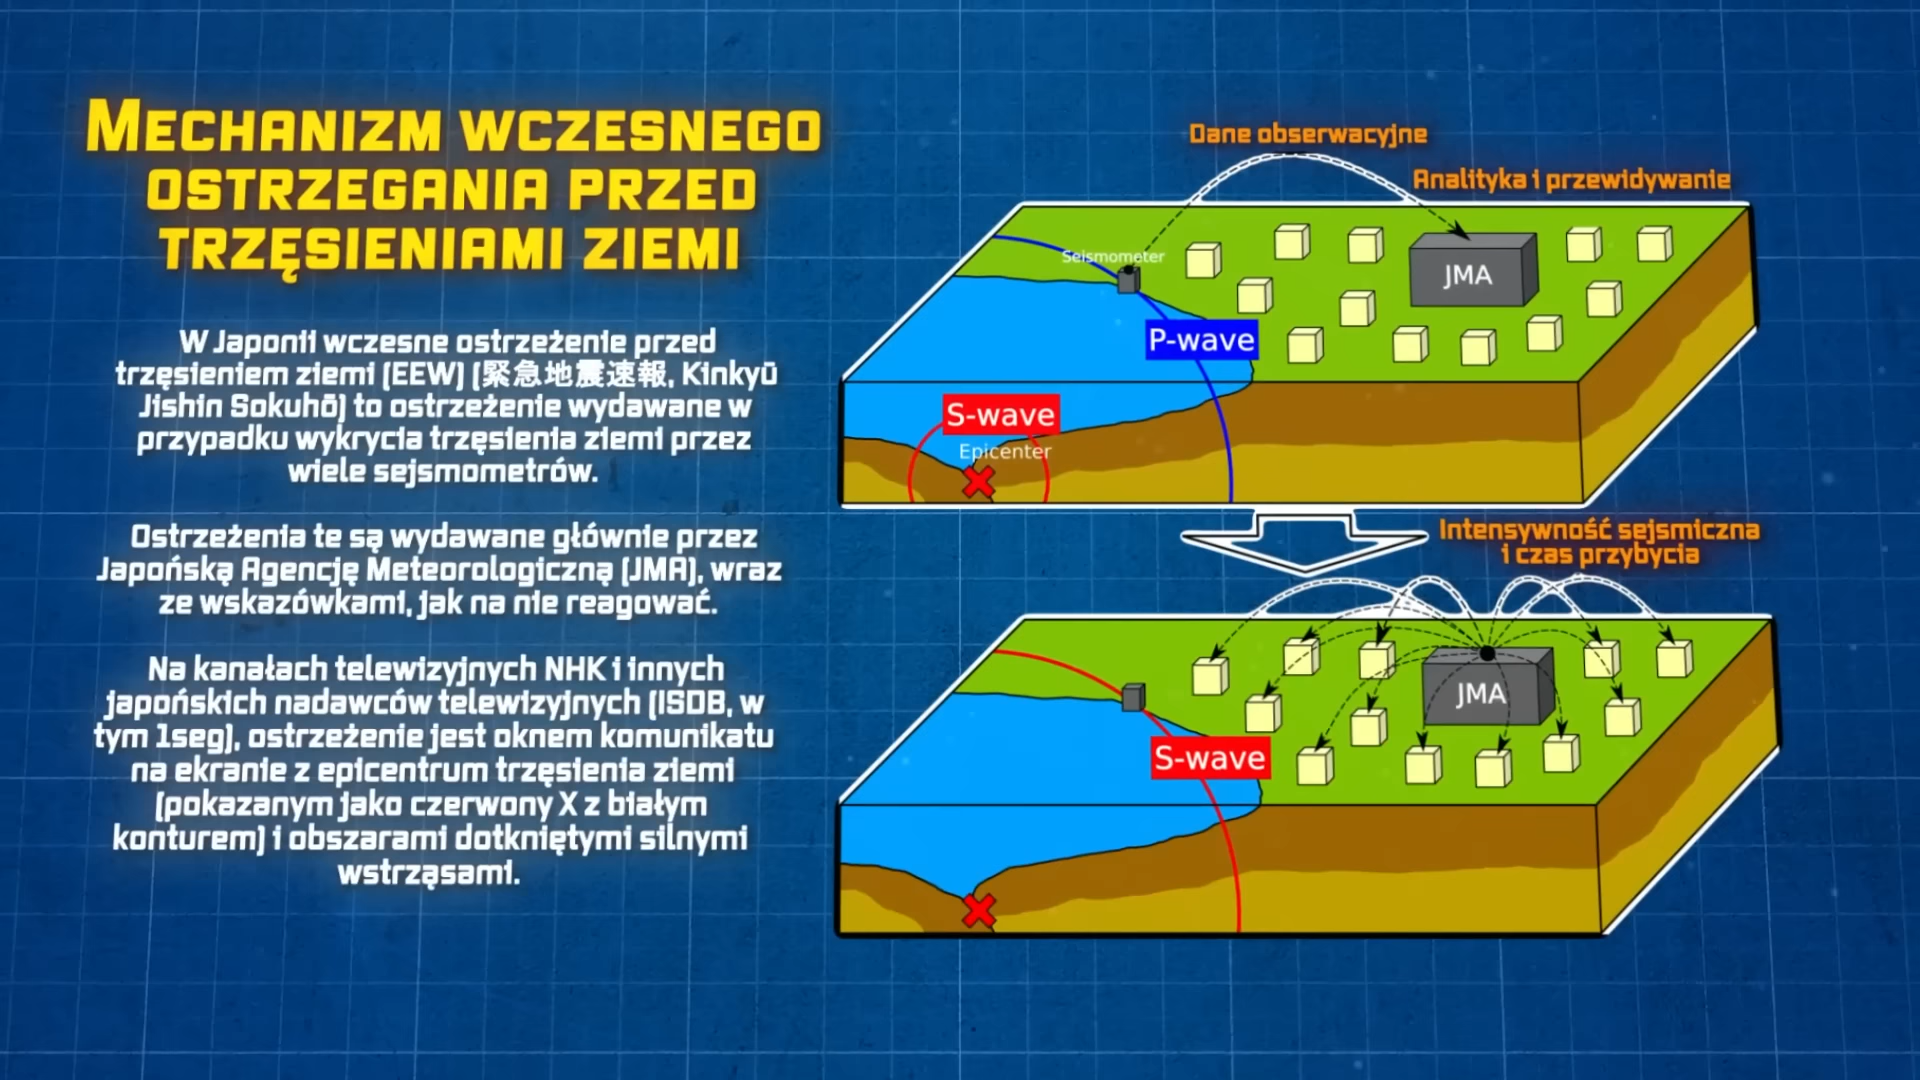 MECHANIZM WCZESNEGO
OSTRZEGANIA PRZED
TRZĘSIENIAMI ZIEMI
W Japonii wczesne ostrzeżenie przed
trzęsieniem ziemi (EEW) (緊急地震速報, Kinkyū
Jishin Sokuhō) to ostrzeżenie wydawane w
przypadku wykrycia trzęsienia ziemi przez
wiele sejsmometrów.
Ostrzeżenia te są wydawane głównie przez
Japońską Agencję Meteorologiczną (JMA), wraz
ze wskazówkami, jak na nie reagować.
Na kanałach telewizyjnych NHK i innych
japońskich nadawców telewizyjnych (ISDB, w
tym 1seg), ostrzeżenie jest oknem komunikatu
na ekranie z epicentrum trzęsienia ziemi
(pokazanym jako czerwony X z białym
konturem) i obszarami dotkniętymi silnymi
wstrząsami.
Dane obserwacyjne
Analityka i przewidywanie
Seismometer
JMA
P-wave
S-wave
Epicenter
Intensywność sejsmiczna
i czas przybycia
JMA
S-wave